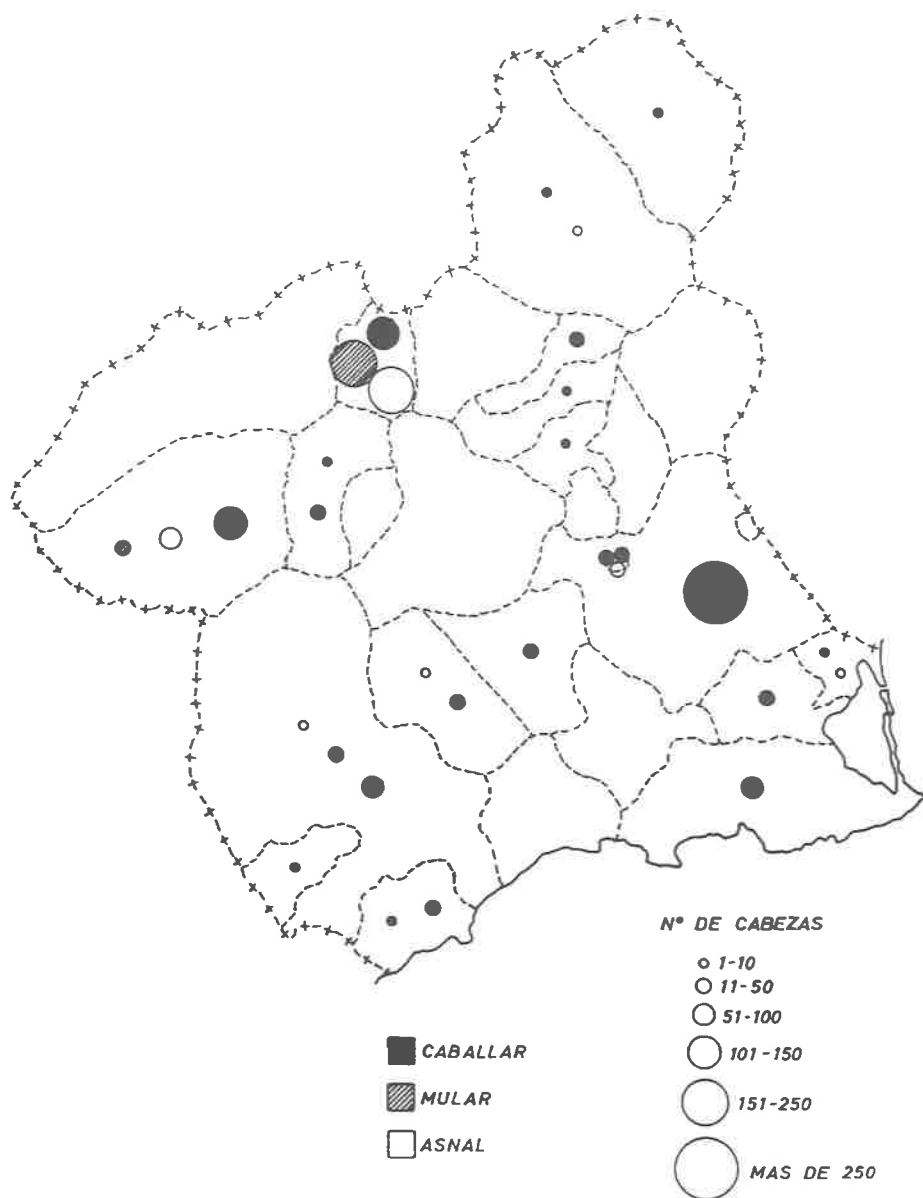 Nº DE CABEZAS
1-10
11-50
51-100
101-150
151-250
MAS DE 250
CABALLAR
MULAR
ASNAL